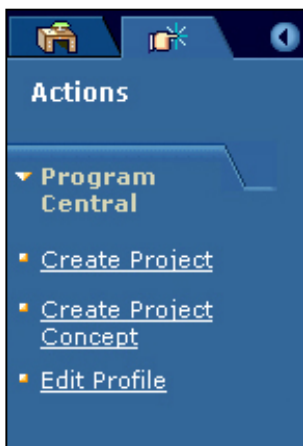 Actions
Program
Central
Create Project
Create Project
Concept
Edit Profile